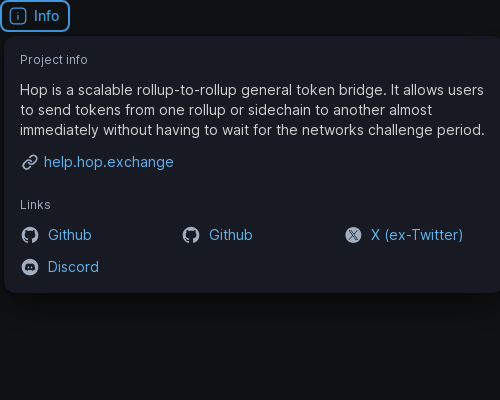 Info
Project info
Hop is a scalable rollup-to-rollup general token bridge. It allows users
to send tokens from one rollup or sidechain to another almost
immediately without having to wait for the networks challenge period.
help.hop.exchange
Links
Github Github X (ex-Twitter)
Discord